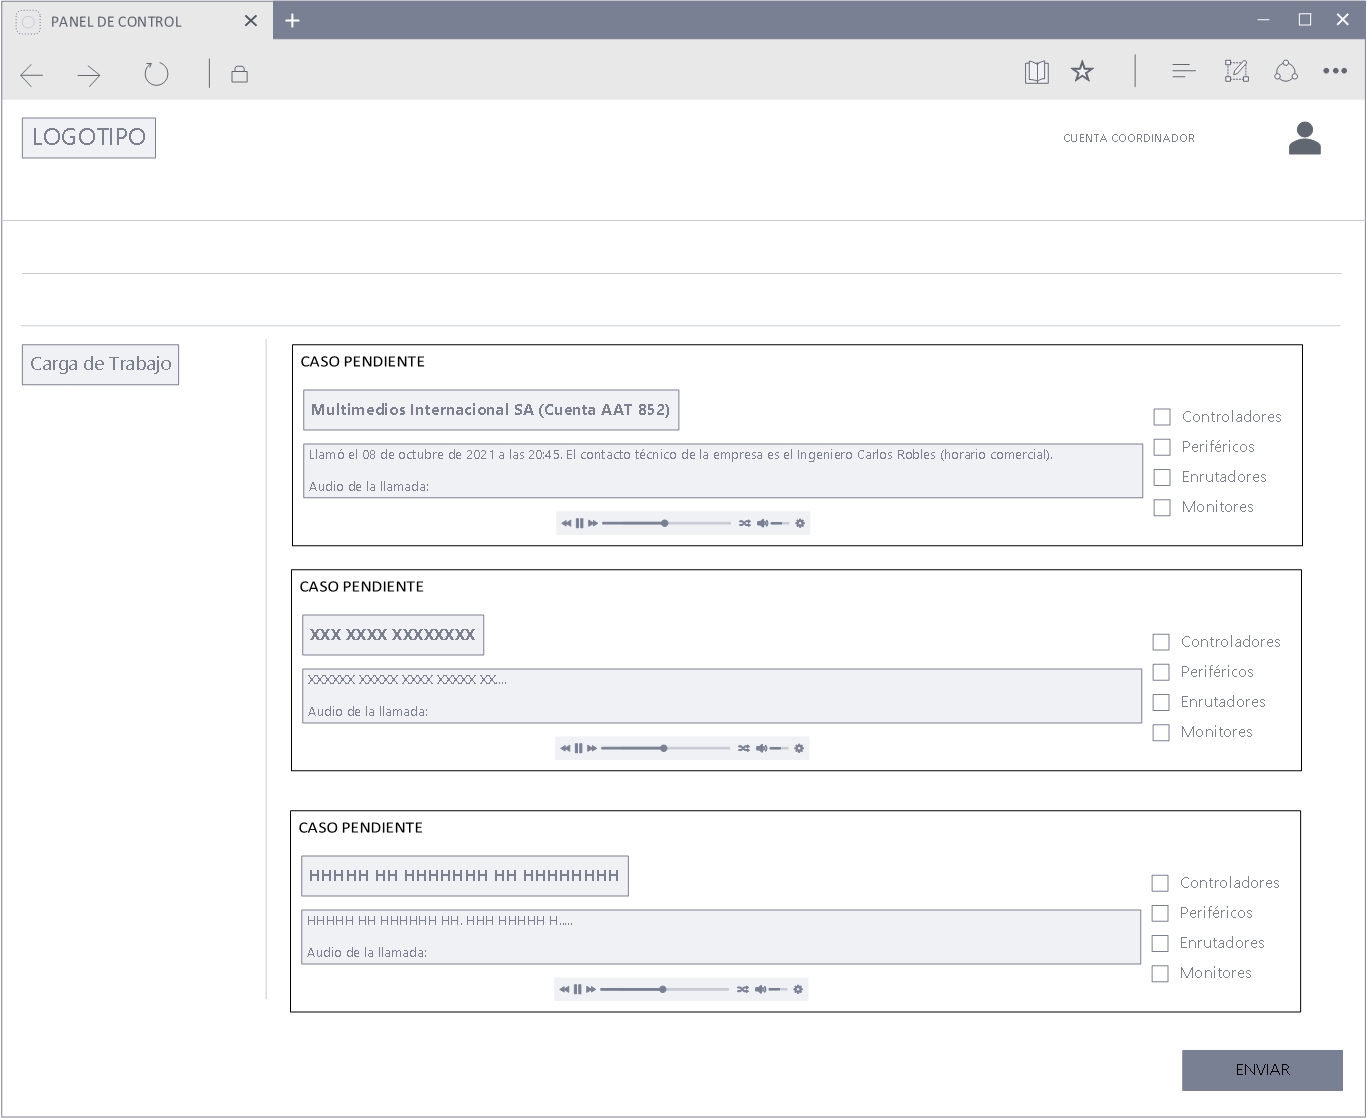 PANEL DE CONTROL
LOGOTIPO
CUENTA COORDINADOR
Carga de Trabajo
CASO PENDIENTE
Multimedios Internacional SA (Cuenta AAT 852)
Llamó el 08 de octubre de 2021 a las 20:45. El contacto técnico de la empresa es el Ingeniero Carlos Robles (horario comercial).
Audio de la llamada:
Controladores
Periféricos
Enrutadores
Monitores
CASO PENDIENTE
XXX XXXX XXXXXXXX
XXXXXX XXXXX XXXX XXXXX XX....
Audio de la llamada:
Controladores
Periféricos
Enrutadores
Monitores
CASO PENDIENTE
HHHHH HH HHHHHHH HH HHHHHHHH
HHHHH HH HHHHHH HH. HHH HHHHH H.....
Audio de la llamada:
Controladores
Periféricos
Enrutadores
Monitores
ENVIAR